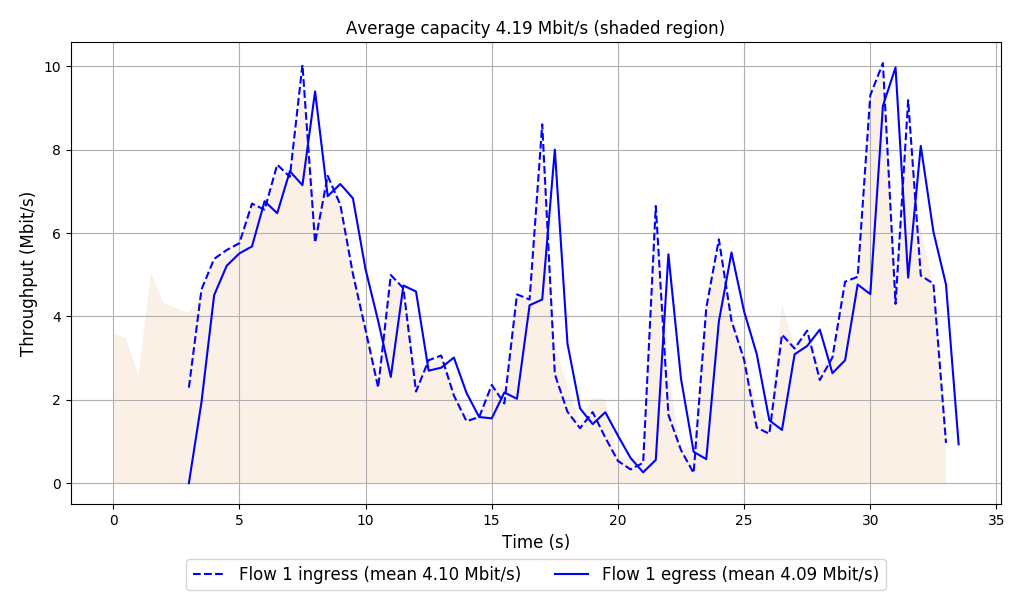 Average capacity 4.19 Mbit/s (shaded region)
Throughput (Mbit/s)
10
8
6
4
2
0
0 5 10 15 20 25 30 35
Time (s)
Flow 1 ingress (mean 4.10 Mbit/s) Flow 1 egress (mean 4.09 Mbit/s)